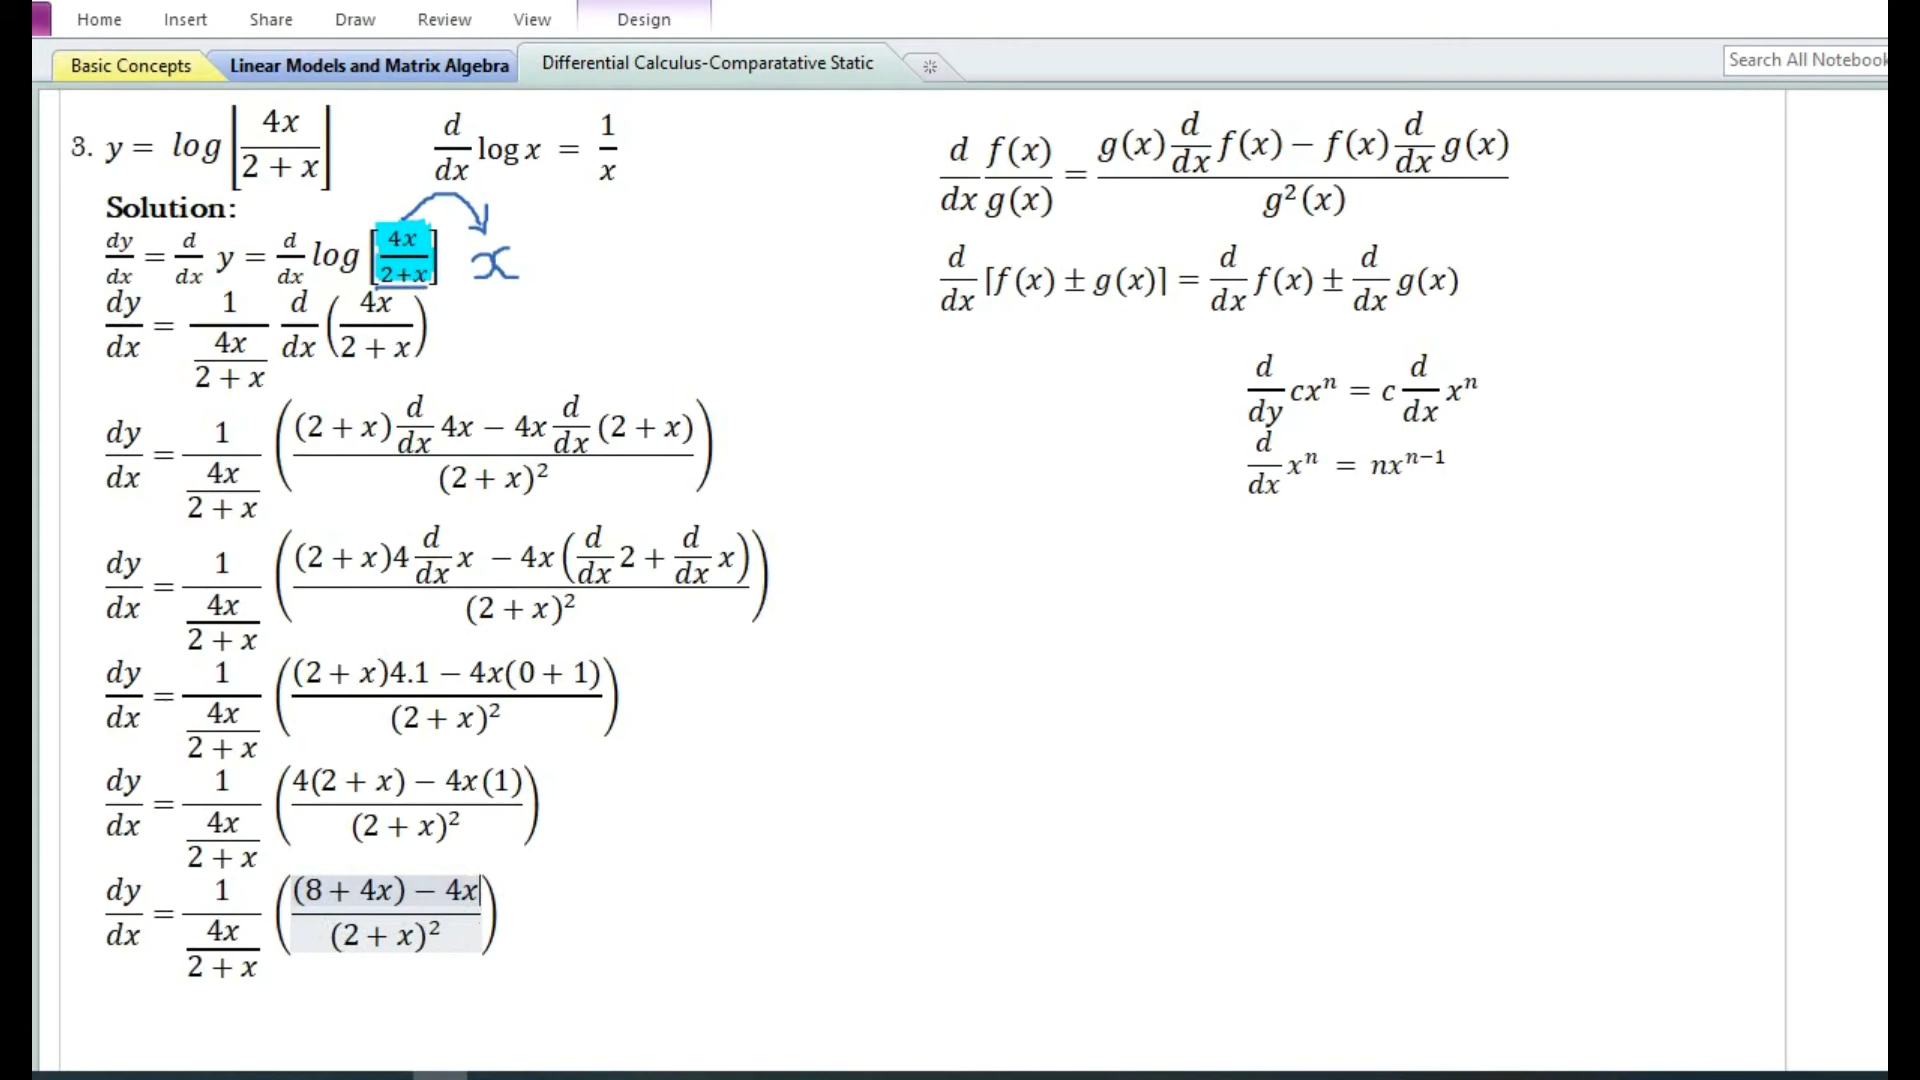 Home Insert Share Draw Review View Design
Basic Concepts Linear Models and Matrix Algebra Differential Calculus-Comparatative Static
Search All Notebook
3. y = log [4x/(2 + x)] d/dx log x = 1/x
Solution:
dy/dx = d/dx y = d/dx log [4x/(2+x)] x
dy/dx = 1/(4x/(2 + x)) d/dx (4x/(2 + x))
dy/dx = 1/(4x/(2 + x)) (((2 + x) d/dx 4x − 4x d/dx (2 + x))/(2 + x)²)
dy/dx = 1/(4x/(2 + x)) (((2 + x)4 d/dx x − 4x(d/dx 2 + d/dx x))/(2 + x)²)
dy/dx = 1/(4x/(2 + x)) (((2 + x)4.1 − 4x(0 + 1))/(2 + x)²)
dy/dx = 1/(4x/(2 + x)) ((4(2 + x) − 4x(1))/(2 + x)²)
dy/dx = 1/(4x/(2 + x)) (((8 + 4x) − 4x)/(2 + x)²)
d/dx f(x)/g(x) = (g(x) d/dx f(x) − f(x) d/dx g(x))/g²(x)
d/dx [f(x) ± g(x)] = d/dx f(x) ± d/dx g(x)
d/dy cxⁿ = c d/dx xⁿ
d/dx xⁿ = nxⁿ⁻¹